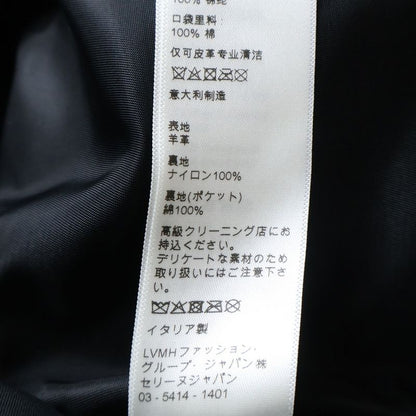 100% 棉纶
口袋里料
100% 棉
仅可皮革专业清洁
意大利制造
表地
羊革
裏地
ナイロン100%
裏地(ポケット)
綿100%
高級クリーニング店にお
持込ください。
デリケートな素材のため
取り扱いにはご注意下さ
い。
イタリア製
LVMHファッション・
グループ・ジャパン㈱
セリーヌジャパン
03 - 5414 - 1401